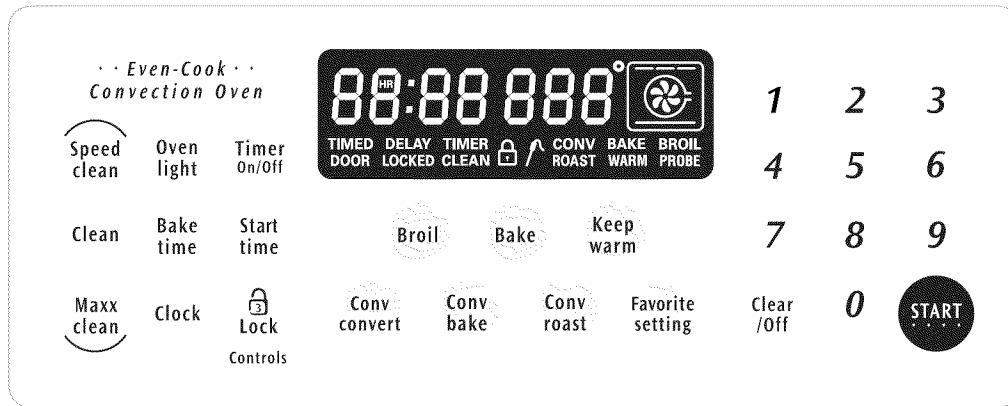 · · Even-Cook · ·
Convection Oven
Speed
clean
Oven
light
Timer
On/Off
Clean
Bake
time
Start
time
Maxx
clean
Clock
3
Lock
Controls
88:88 888°
HR
TIMED DELAY TIMER CONV BAKE BROIL
DOOR LOCKED CLEAN ROAST WARM PROBE
Broil
Bake
Keep
warm
Conv
convert
Conv
bake
Conv
roast
Favorite
setting
1 2 3
4 5 6
7 8 9
Clear
/Off
0
START